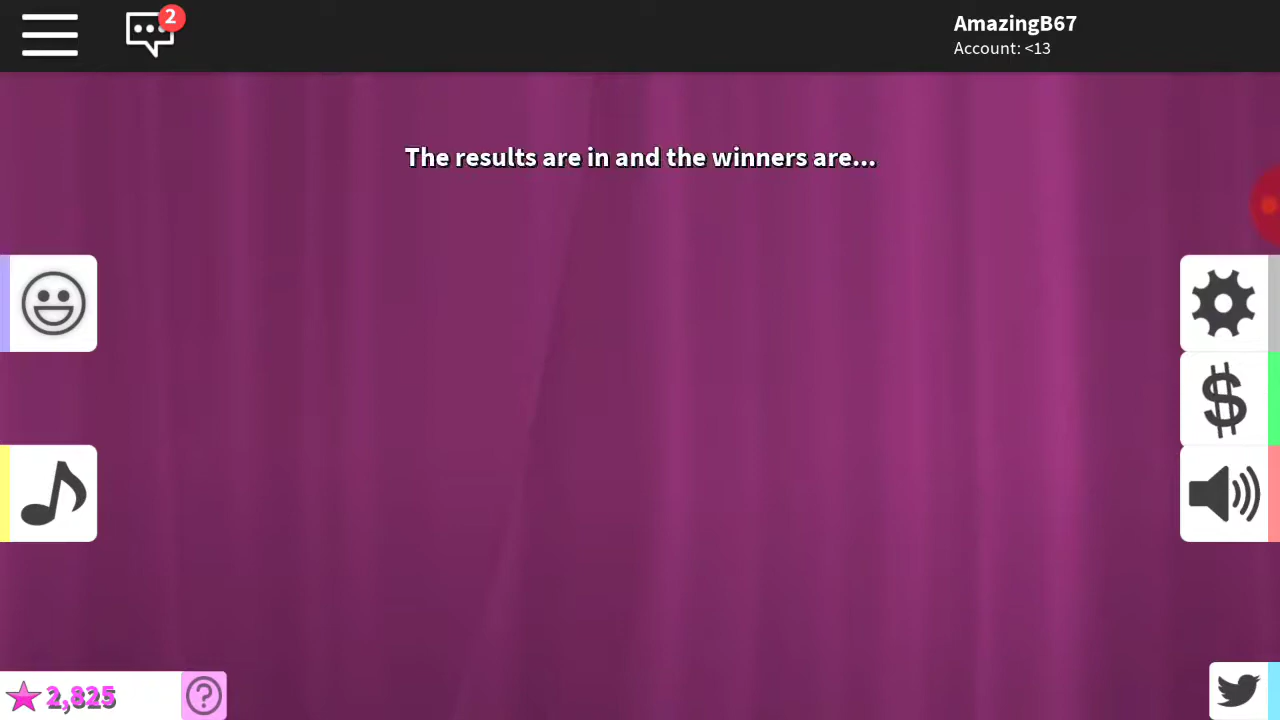 2
AmazingB67
Account: <13
The results are in and the winners are...
$
2,825
?